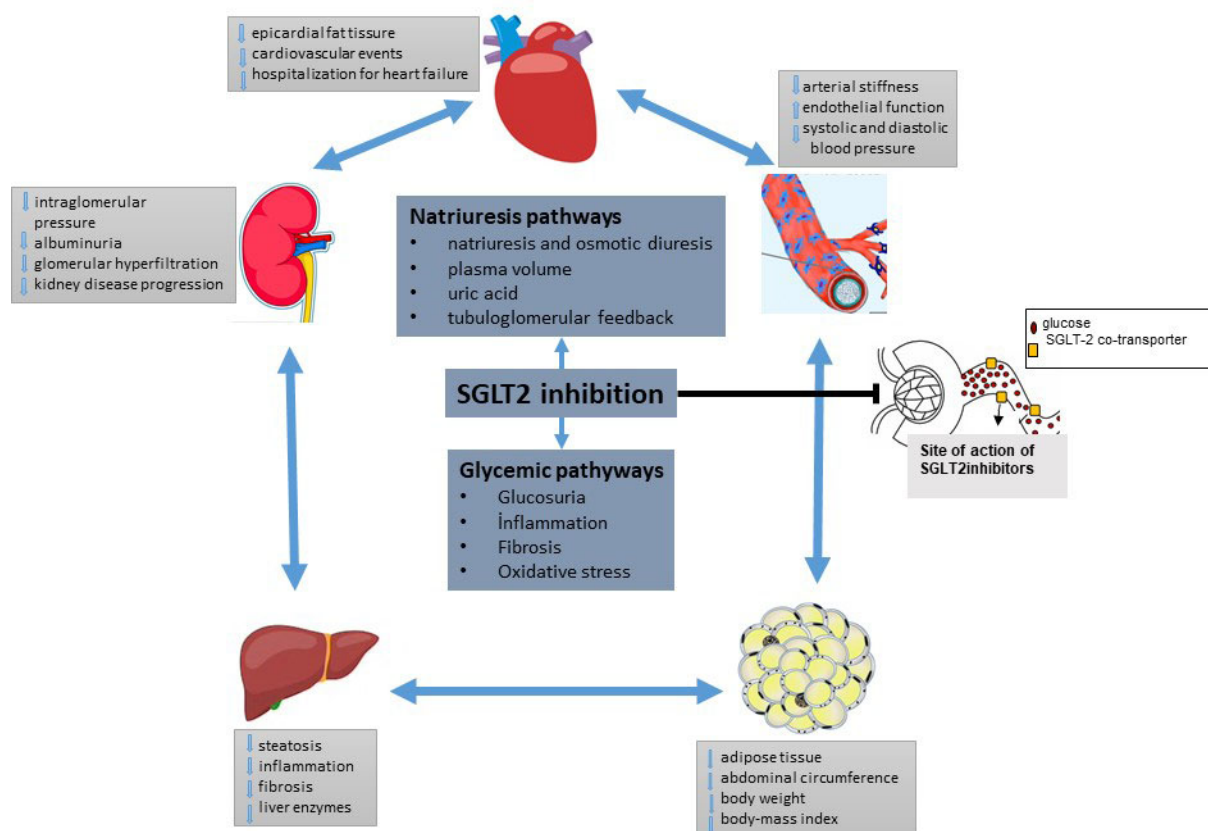 epicardial fat tissure
cardiovascular events
hospitalization for heart failure
arterial stiffness
endothelial function
systolic and diastolic
blood pressure
intraglomerular
pressure
albuminuria
glomerular hyperfiltration
kidney disease progression
Natriuresis pathways
• natriuresis and osmotic diuresis
• plasma volume
• uric acid
• tubuloglomerular feedback
glucose
SGLT-2 co-transporter
SGLT2 inhibition
Site of action of
SGLT2inhibitors
Glycemic pathyways
• Glucosuria
• İnflammation
• Fibrosis
• Oxidative stress
steatosis
inflammation
fibrosis
liver enzymes
adipose tissue
abdominal circumference
body weight
body-mass index